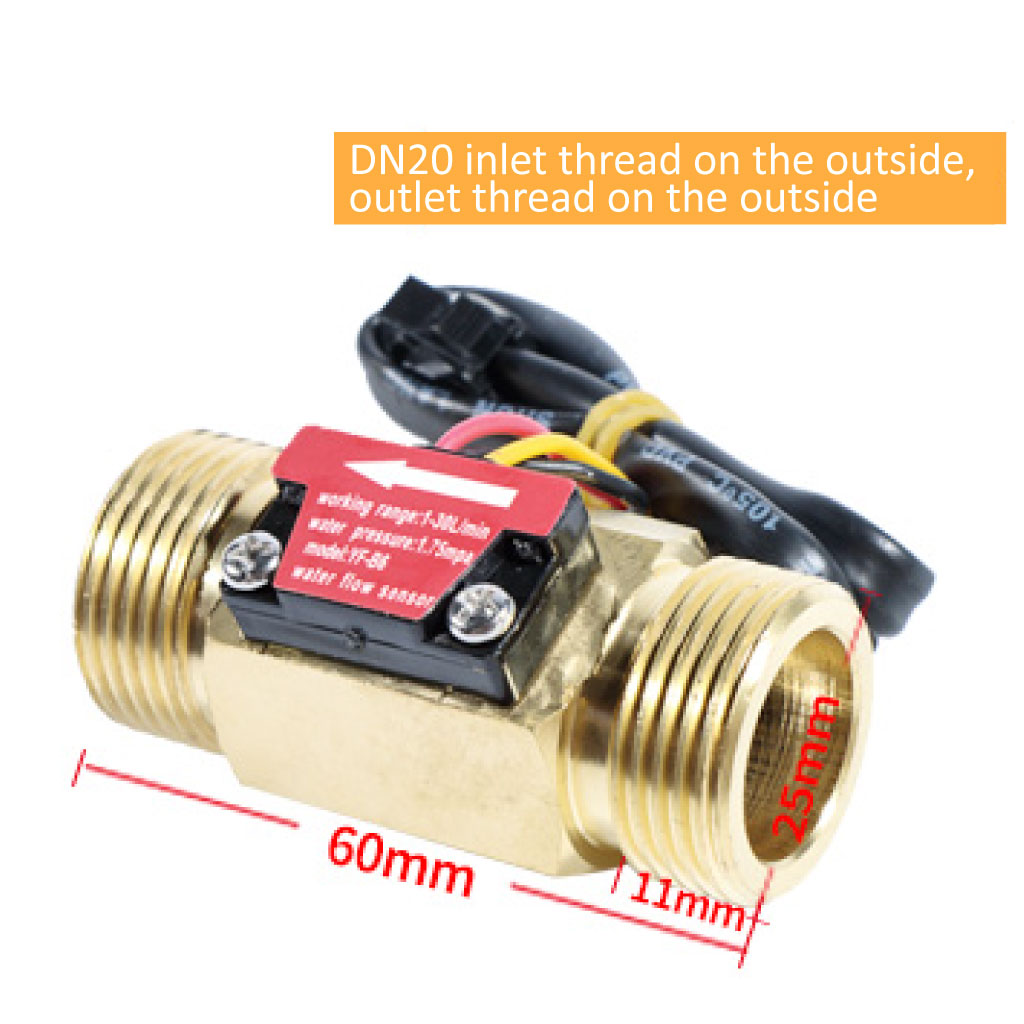 DN20 inlet thread on the outside,
outlet thread on the outside
working range:1-30L/min
water pressure:1.75mpa
model:YF-B6
water flow sensor
105℃
25mm
60mm
11mm